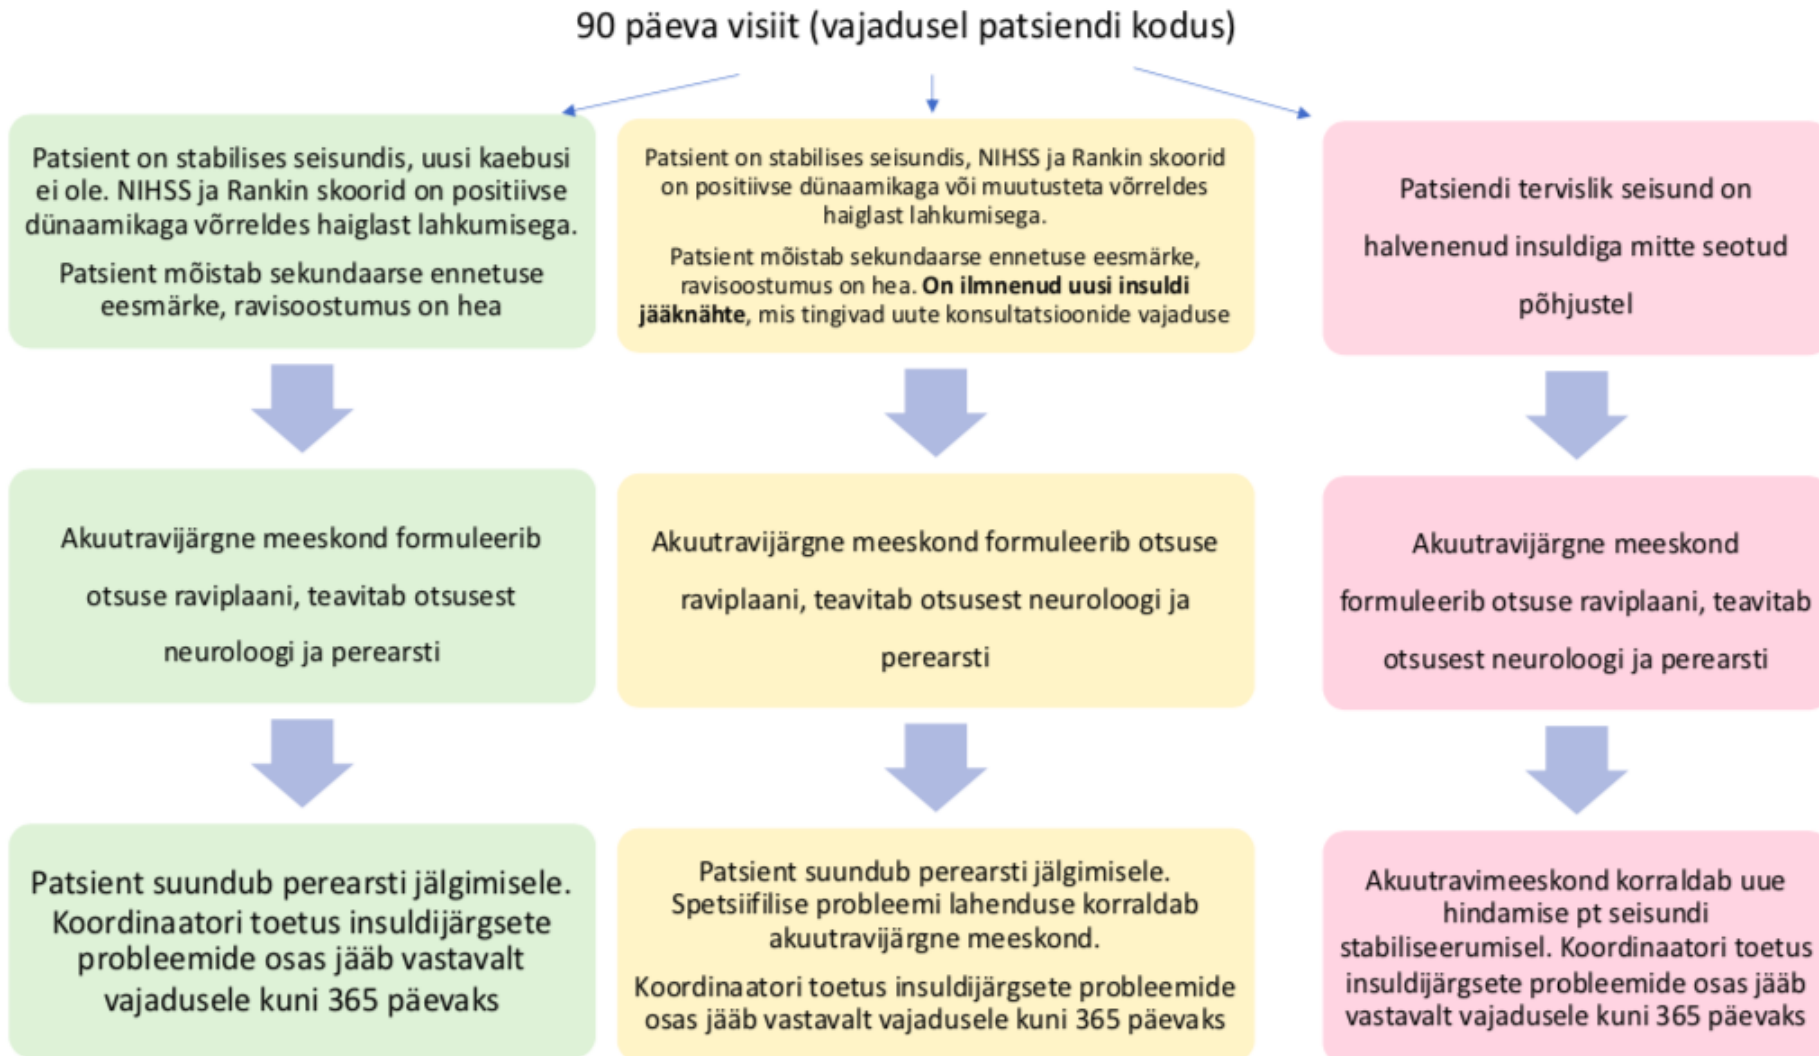 90 päeva visiit (vajadusel patsiendi kodus)
Patsient on stabilises seisundis, uusi kaebusi
ei ole. NIHSS ja Rankin skoorid on positiivse
dünaamikaga võrreldes haiglast lahkumisega.
Patsient mõistab sekundaarse ennetuse
eesmärke, ravisoostumus on hea
Akuutravijärgne meeskond formuleerib
otsuse raviplaani, teavitab otsusest
neuroloogi ja perearsti
Patsient suundub perearsti jälgimisele.
Koordinaatori toetus insuldijärgsete
probleemide osas jääb vastavalt
vajadusele kuni 365 päevaks
Patsient on stabilises seisundis, NIHSS ja Rankin skoorid
on positiivse dünaamikaga või muutusteta võrreldes
haiglast lahkumisega.
Patsient mõistab sekundaarse ennetuse eesmärke,
ravisoostumus on hea. On ilmnenud uusi insuldi
jääknähte, mis tingivad uute konsultatsioonide vajaduse
Akuutravijärgne meeskond formuleerib otsuse
raviplaani, teavitab otsusest neuroloogi ja
perearsti
Patsient suundub perearsti jälgimisele.
Spetsiifilise probleemi lahenduse korraldab
akuutravijärgne meeskond.
Koordinaatori toetus insuldijärgsete probleemide
osas jääb vastavalt vajadusele kuni 365 päevaks
Patsiendi tervislik seisund on
halvenenud insuldiga mitte seotud
põhjustel
Akuutravijärgne meeskond
formuleerib otsuse raviplaani, teavitab
otsusest neuroloogi ja perearsti
Akuutravimeeskond korraldab uue
hindamise pt seisundi
stabiliseerumisel. Koordinaatori toetus
insuldijärgsete probleemide osas jääb
vastavalt vajadusele kuni 365 päevaks